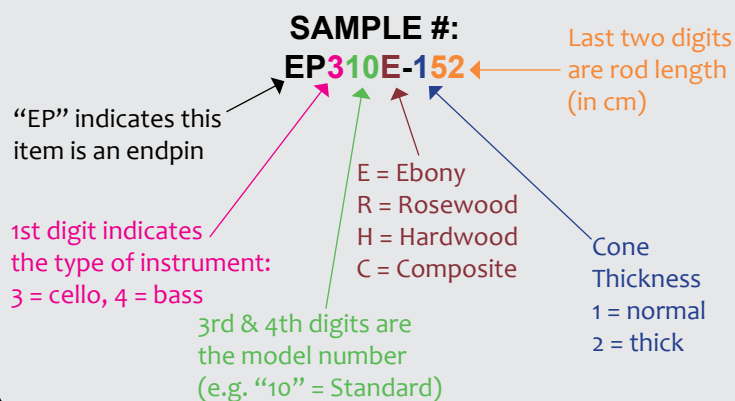 SAMPLE #:
EP310E-152
Last two digits
are rod length
(in cm)
“EP” indicates this
item is an endpin
E = Ebony
R = Rosewood
H = Hardwood
C = Composite
1st digit indicates
the type of instrument:
3 = cello, 4 = bass
Cone
Thickness
1 = normal
2 = thick
3rd & 4th digits are
the model number
(e.g. “10” = Standard)